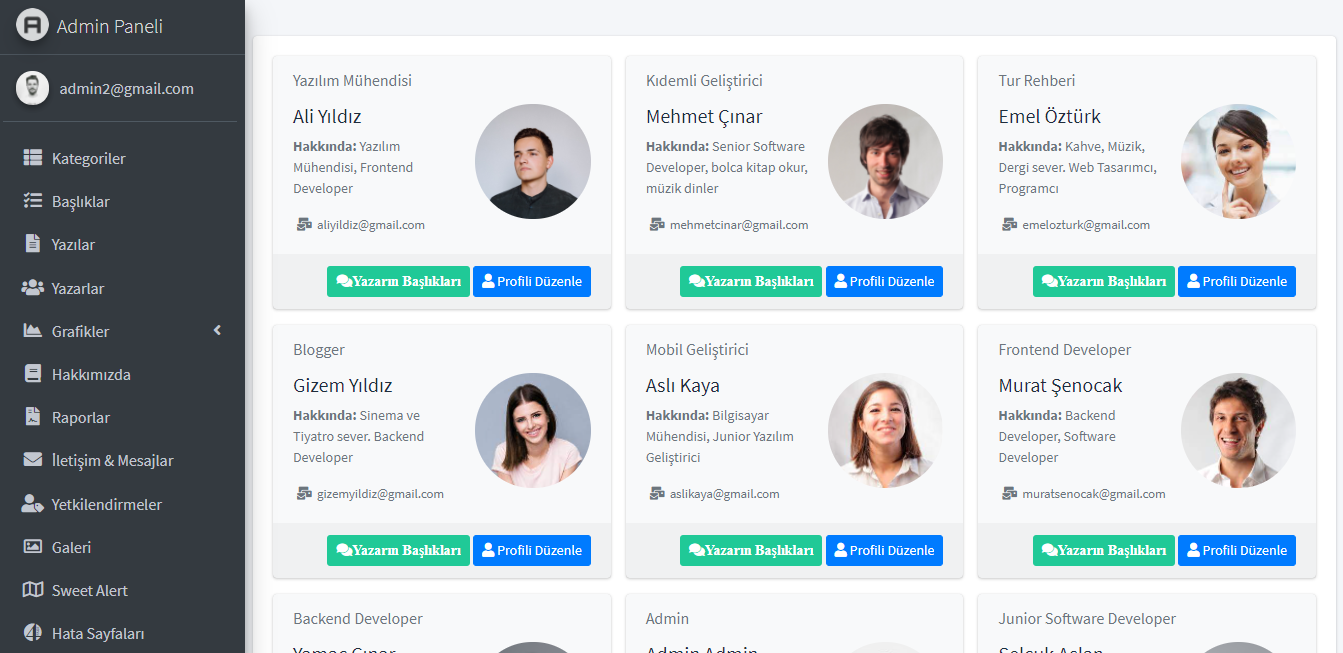 Admin Paneli
admin2@gmail.com
Kategoriler
Başlıklar
Yazılar
Yazarlar
Grafikler
Hakkımızda
Raporlar
İletişim & Mesajlar
Yetkilendirmeler
Galeri
Sweet Alert
Hata Sayfaları
Yazılım Mühendisi
Ali Yıldız
Hakkında: Yazılım
Mühendisi, Frontend
Developer
aliyildiz@gmail.com
Yazarın Başlıkları
Profili Düzenle
Kıdemli Geliştirici
Mehmet Çınar
Hakkında: Senior Software
Developer, bolca kitap okur,
müzik dinler
mehmetcinar@gmail.com
Yazarın Başlıkları
Profili Düzenle
Tur Rehberi
Emel Öztürk
Hakkında: Kahve, Müzik,
Dergi sever. Web Tasarımcı,
Programcı
emelozturk@gmail.com
Yazarın Başlıkları
Profili Düzenle
Blogger
Gizem Yıldız
Hakkında: Sinema ve
Tiyatro sever. Backend
Developer
gizemyildiz@gmail.com
Yazarın Başlıkları
Profili Düzenle
Mobil Geliştirici
Aslı Kaya
Hakkında: Bilgisayar
Mühendisi, Junior Yazılım
Geliştirici
aslikaya@gmail.com
Yazarın Başlıkları
Profili Düzenle
Frontend Developer
Murat Şenocak
Hakkında: Backend
Developer, Software
Developer
muratsenocak@gmail.com
Yazarın Başlıkları
Profili Düzenle
Backend Developer
Admin
Admin Admin
Junior Software Developer